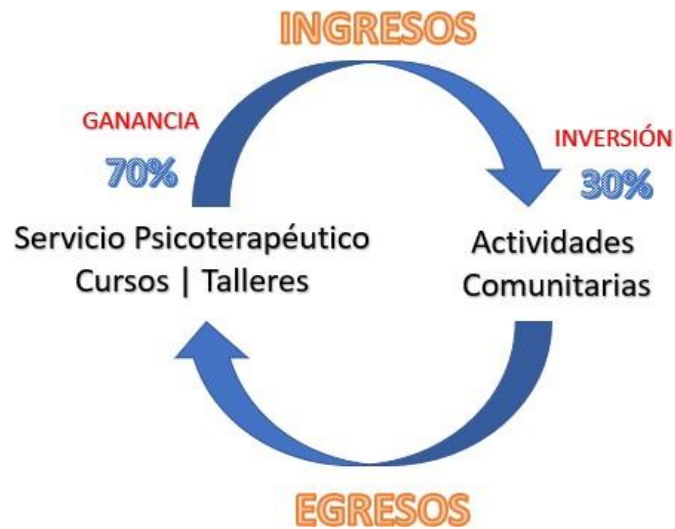 INGRESOS
GANANCIA
70%
Servicio Psicoterapéutico
Cursos | Talleres
INVERSIÓN
30%
Actividades
Comunitarias
EGRESOS